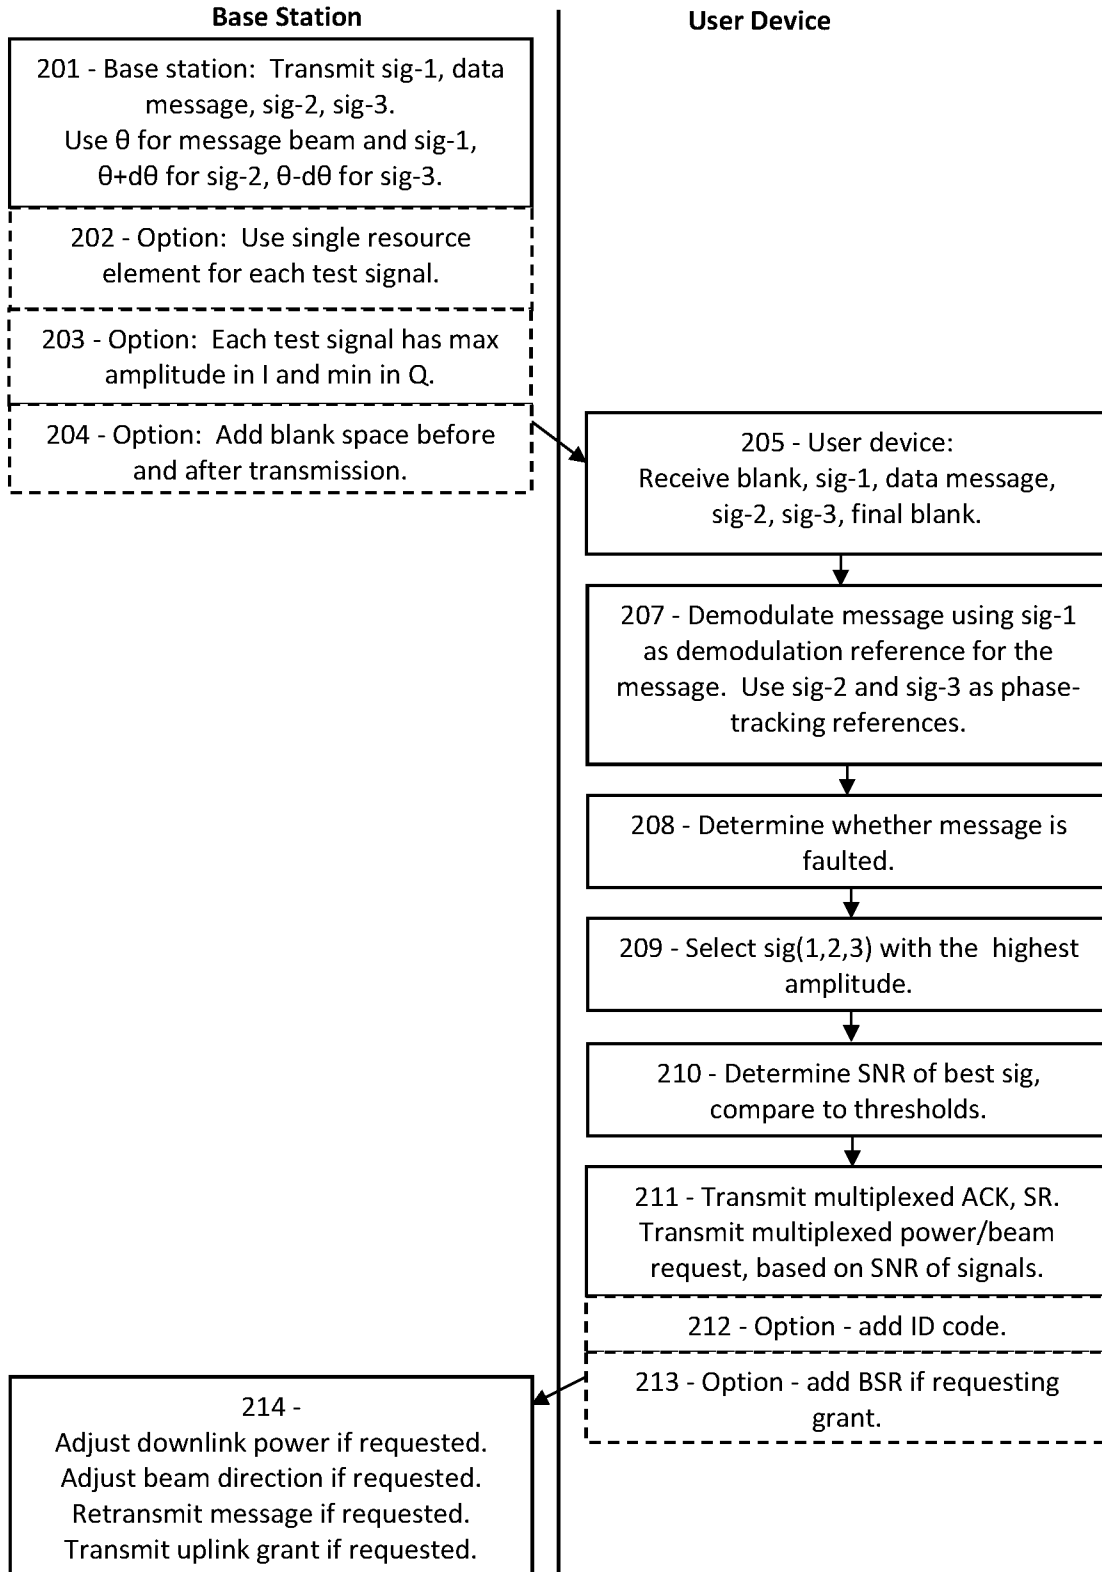 Base Station
User Device
201 - Base station: Transmit sig-1, data
message, sig-2, sig-3.
Use θ for message beam and sig-1,
θ+dθ for sig-2, θ-dθ for sig-3.
202 - Option: Use single resource
element for each test signal.
203 - Option: Each test signal has max
amplitude in I and min in Q.
204 - Option: Add blank space before
and after transmission.
205 - User device:
Receive blank, sig-1, data message,
sig-2, sig-3, final blank.
207 - Demodulate message using sig-1
as demodulation reference for the
message. Use sig-2 and sig-3 as phase-
tracking references.
208 - Determine whether message is
faulted.
209 - Select sig(1,2,3) with the highest
amplitude.
210 - Determine SNR of best sig,
compare to thresholds.
211 - Transmit multiplexed ACK, SR.
Transmit multiplexed power/beam
request, based on SNR of signals.
212 - Option - add ID code.
213 - Option - add BSR if requesting
grant.
214 -
Adjust downlink power if requested.
Adjust beam direction if requested.
Retransmit message if requested.
Transmit uplink grant if requested.